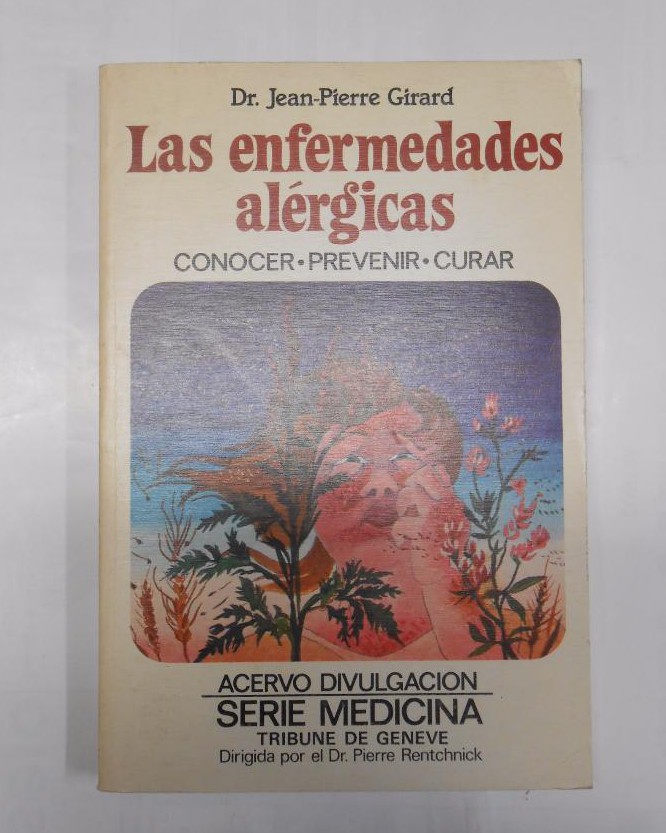 Dr. Jean-Pierre Girard
Las enfermedades
alérgicas
CONOCER • PREVENIR • CURAR
ACERVO DIVULGACION
SERIE MEDICINA
TRIBUNE DE GENEVE
Dirigida por el Dr. Pierre Rentchnick